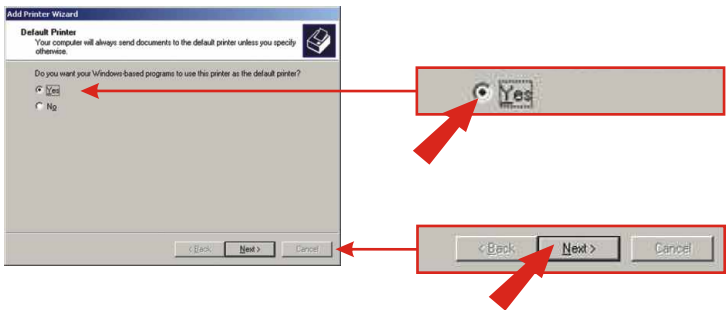 Add Printer Wizard
Default Printer
Your computer will always send documents to the default printer unless you specify
otherwise.
Do you want your Windows-based programs to use this printer as the default printer?
Yes
No
< Back Next > Cancel
Yes
< Back Next > Cancel